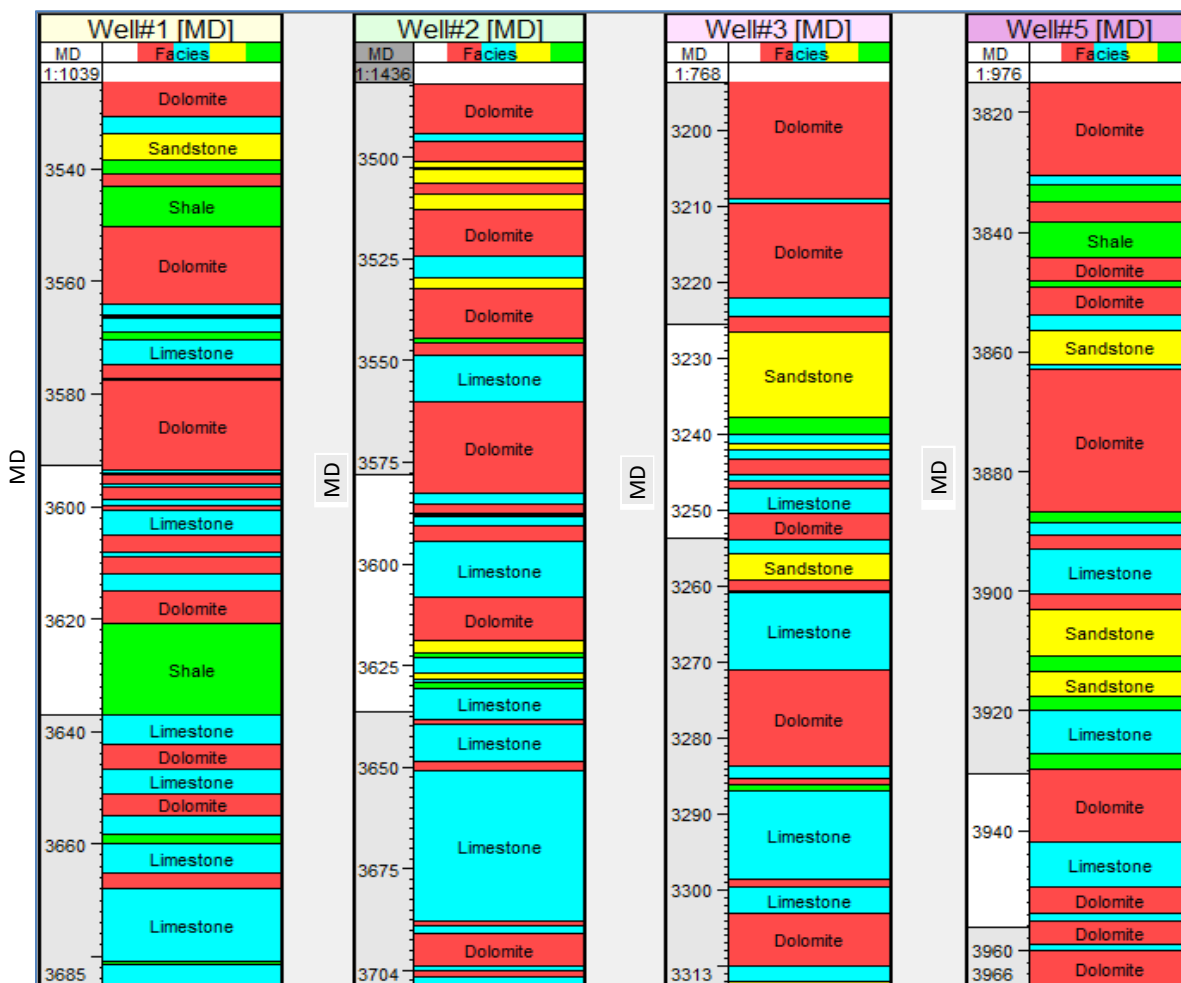 Well#1 [MD]
MD Facies
1:1039
Dolomite
Sandstone
3540
Shale
Dolomite
3560
Limestone
3580
Dolomite
3600
Limestone
Dolomite
3620
Shale
3640
Limestone
Dolomite
Limestone
Dolomite
3660
Limestone
Limestone
3685
MD
Well#2 [MD]
MD Facies
1:1436
Dolomite
3500
Dolomite
3525
Dolomite
3550
Limestone
Dolomite
3575
3600
Limestone
Dolomite
3625
Limestone
Limestone
3650
Limestone
3675
Dolomite
3704
MD
Well#3 [MD]
MD Facies
1:768
3200
Dolomite
3210
Dolomite
3220
3230
Sandstone
3240
Limestone
3250
Dolomite
Sandstone
3260
Limestone
3270
Dolomite
3280
3290
Limestone
3300
Limestone
Dolomite
3313
MD
Well#5 [MD]
MD Facies
1:976
3820
Dolomite
3840
Shale
Dolomite
Dolomite
3860
Sandstone
Dolomite
3880
Limestone
3900
Sandstone
Sandstone
3920
Limestone
Dolomite
3940
Limestone
Dolomite
Dolomite
3960
3966
Dolomite
MD